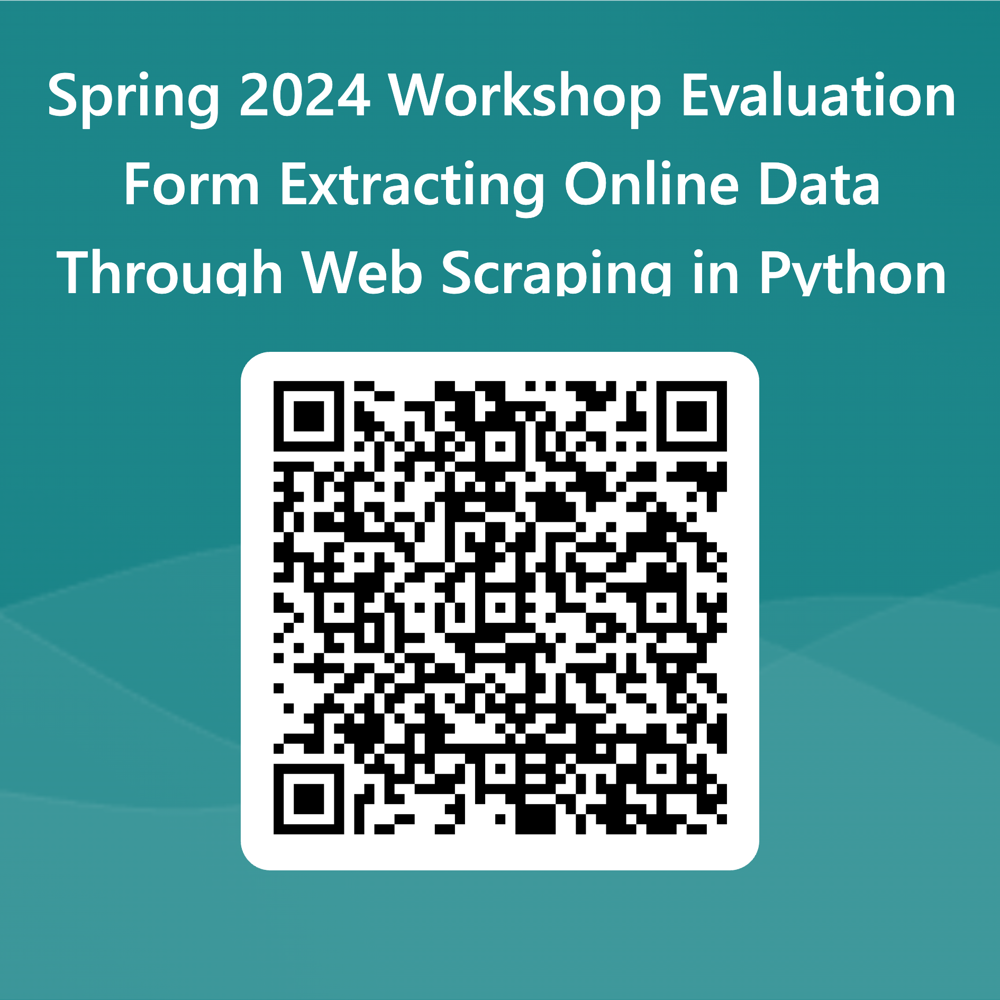 Spring 2024 Workshop Evaluation
Form Extracting Online Data
Through Web Scraping in Python